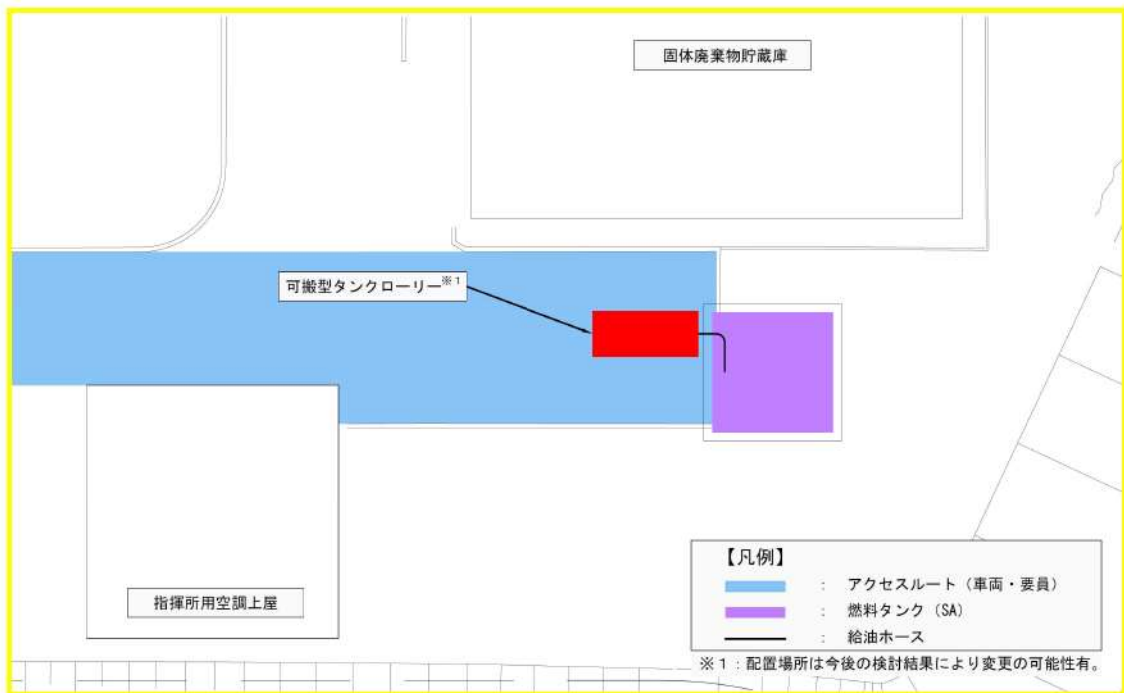 固体廃棄物貯蔵庫
可搬型タンクローリー※1
指揮所用空調上屋
【凡例】
： アクセスルート（車両・要員）
： 燃料タンク（SA）
： 給油ホース
※1：配置場所は今後の検討結果により変更の可能性有。